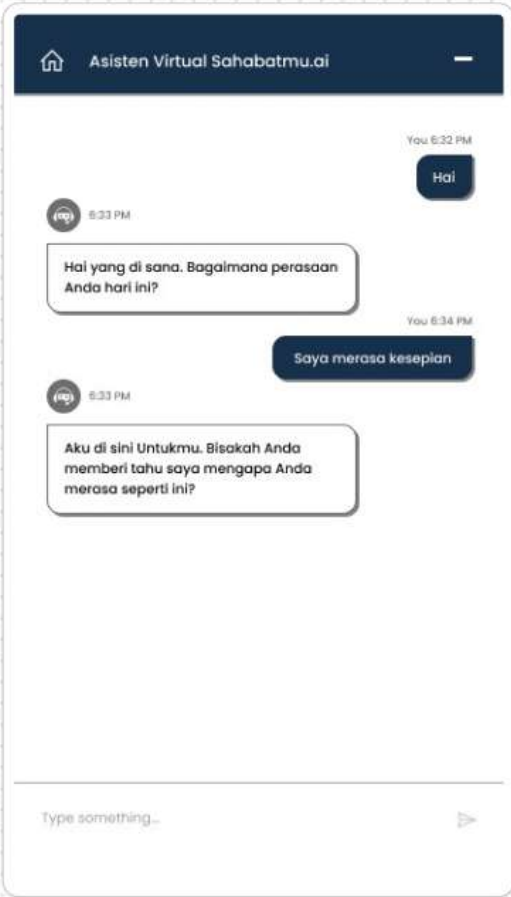 Asisten Virtual Sahabatmu.ai
You 6:32 PM
Hai
6:33 PM
Hai yang di sana. Bagaimana perasaan
Anda hari ini?
You 6:34 PM
Saya merasa kesepian
6:33 PM
Aku di sini Untukmu. Bisakah Anda
memberi tahu saya mengapa Anda
merasa seperti ini?
Type something...